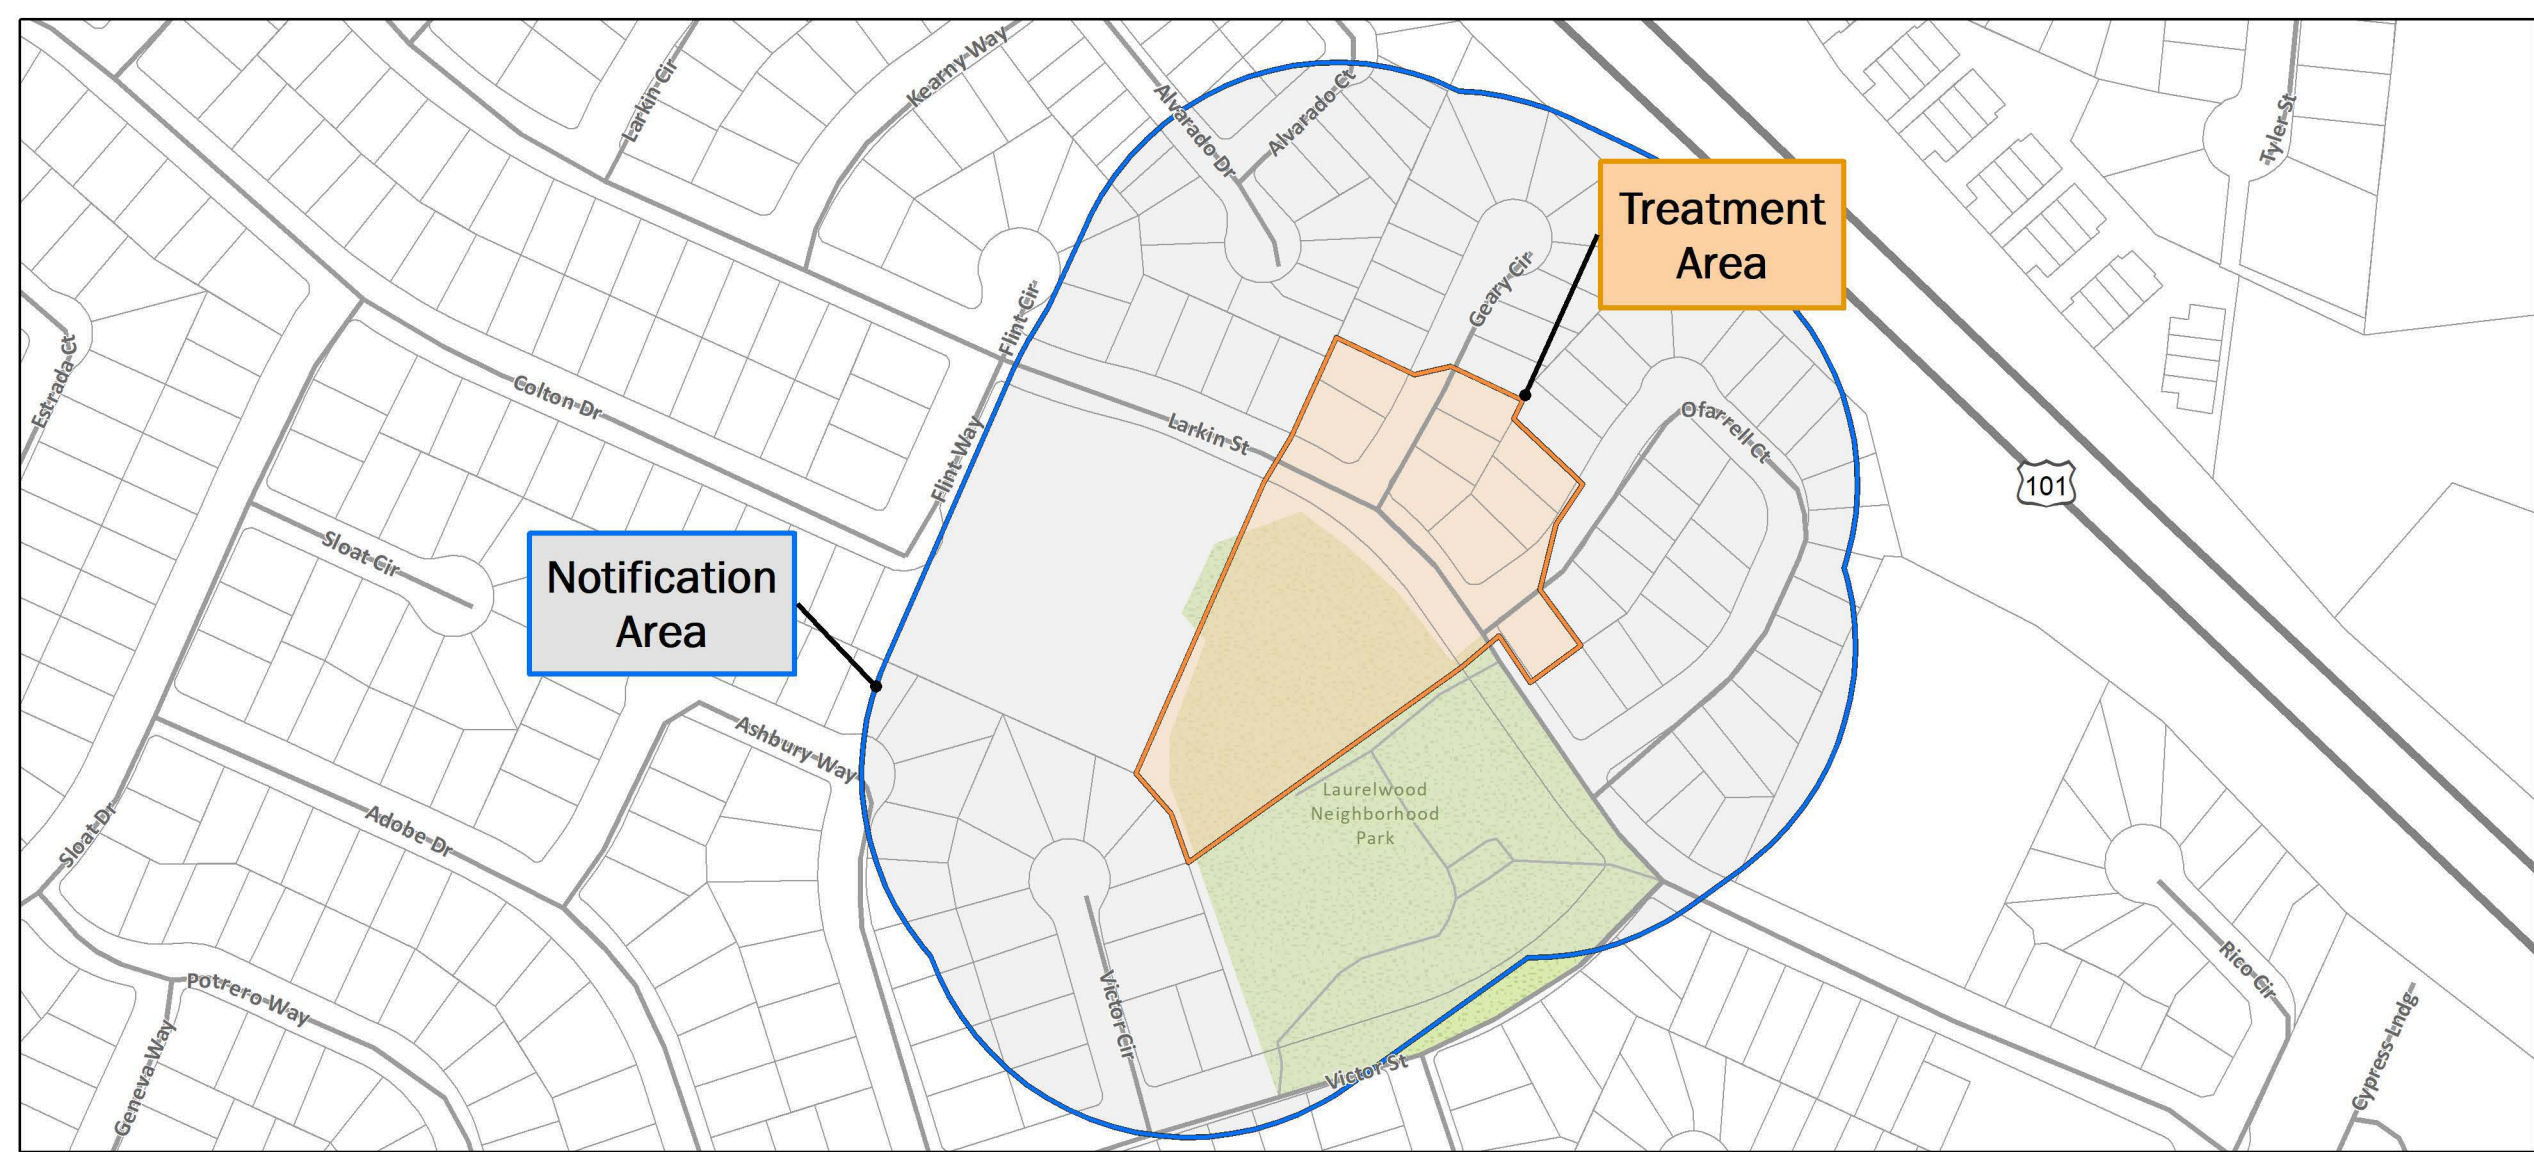 Larkin Cir
Kearny Way
Alvarado Dr
Alvarado Ct
Tyler St
Treatment
Area
Geary Cir
Flint Cir
Estrada Ct
Colton Dr
Flint Way
Larkin St
Ofarrell Ct
101
Sloat Cir
Notification
Area
Ashbury Way
Laurelwood
Neighborhood
Park
Sloat Dr
Adobe Dr
Potrero Way
Geneva Way
Victor Cir
Victor St
Rico Cir
Cypress Lndg